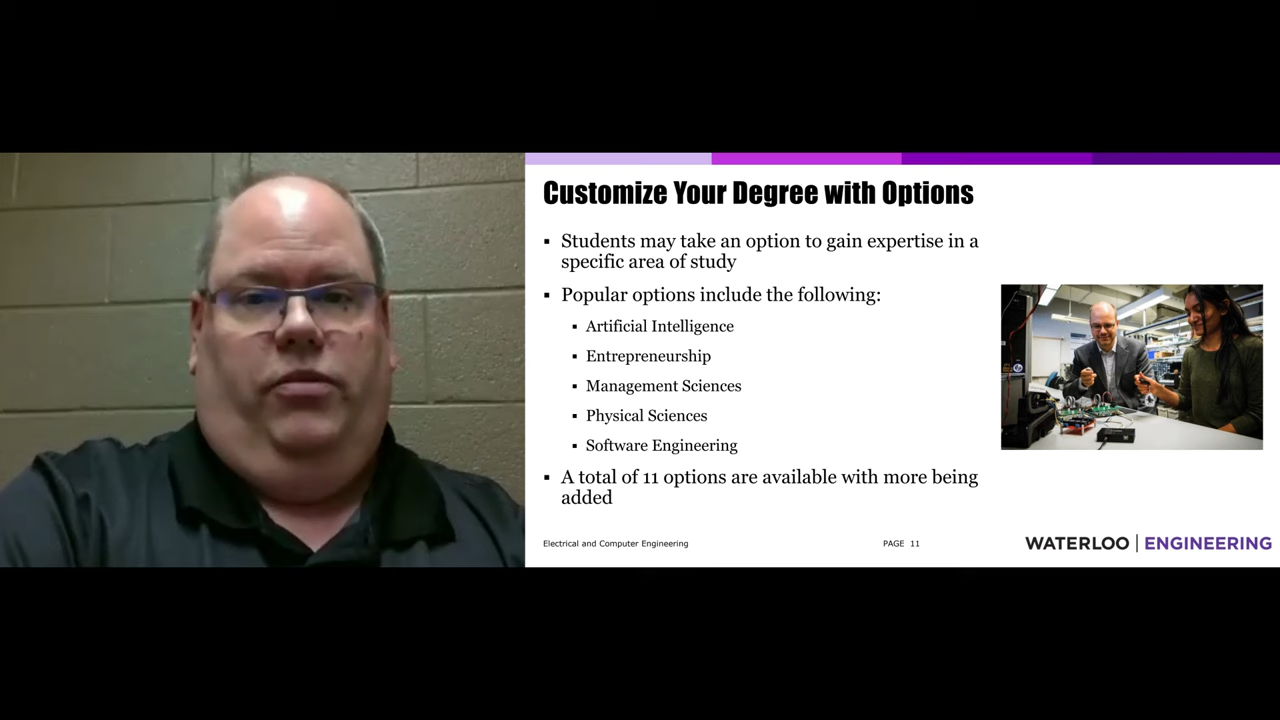 Customize Your Degree with Options
Students may take an option to gain expertise in a
specific area of study
Popular options include the following:
Artificial Intelligence
Entrepreneurship
Management Sciences
Physical Sciences
Software Engineering
A total of 11 options are available with more being
added
Electrical and Computer Engineering
PAGE 11
WATERLOO | ENGINEERING